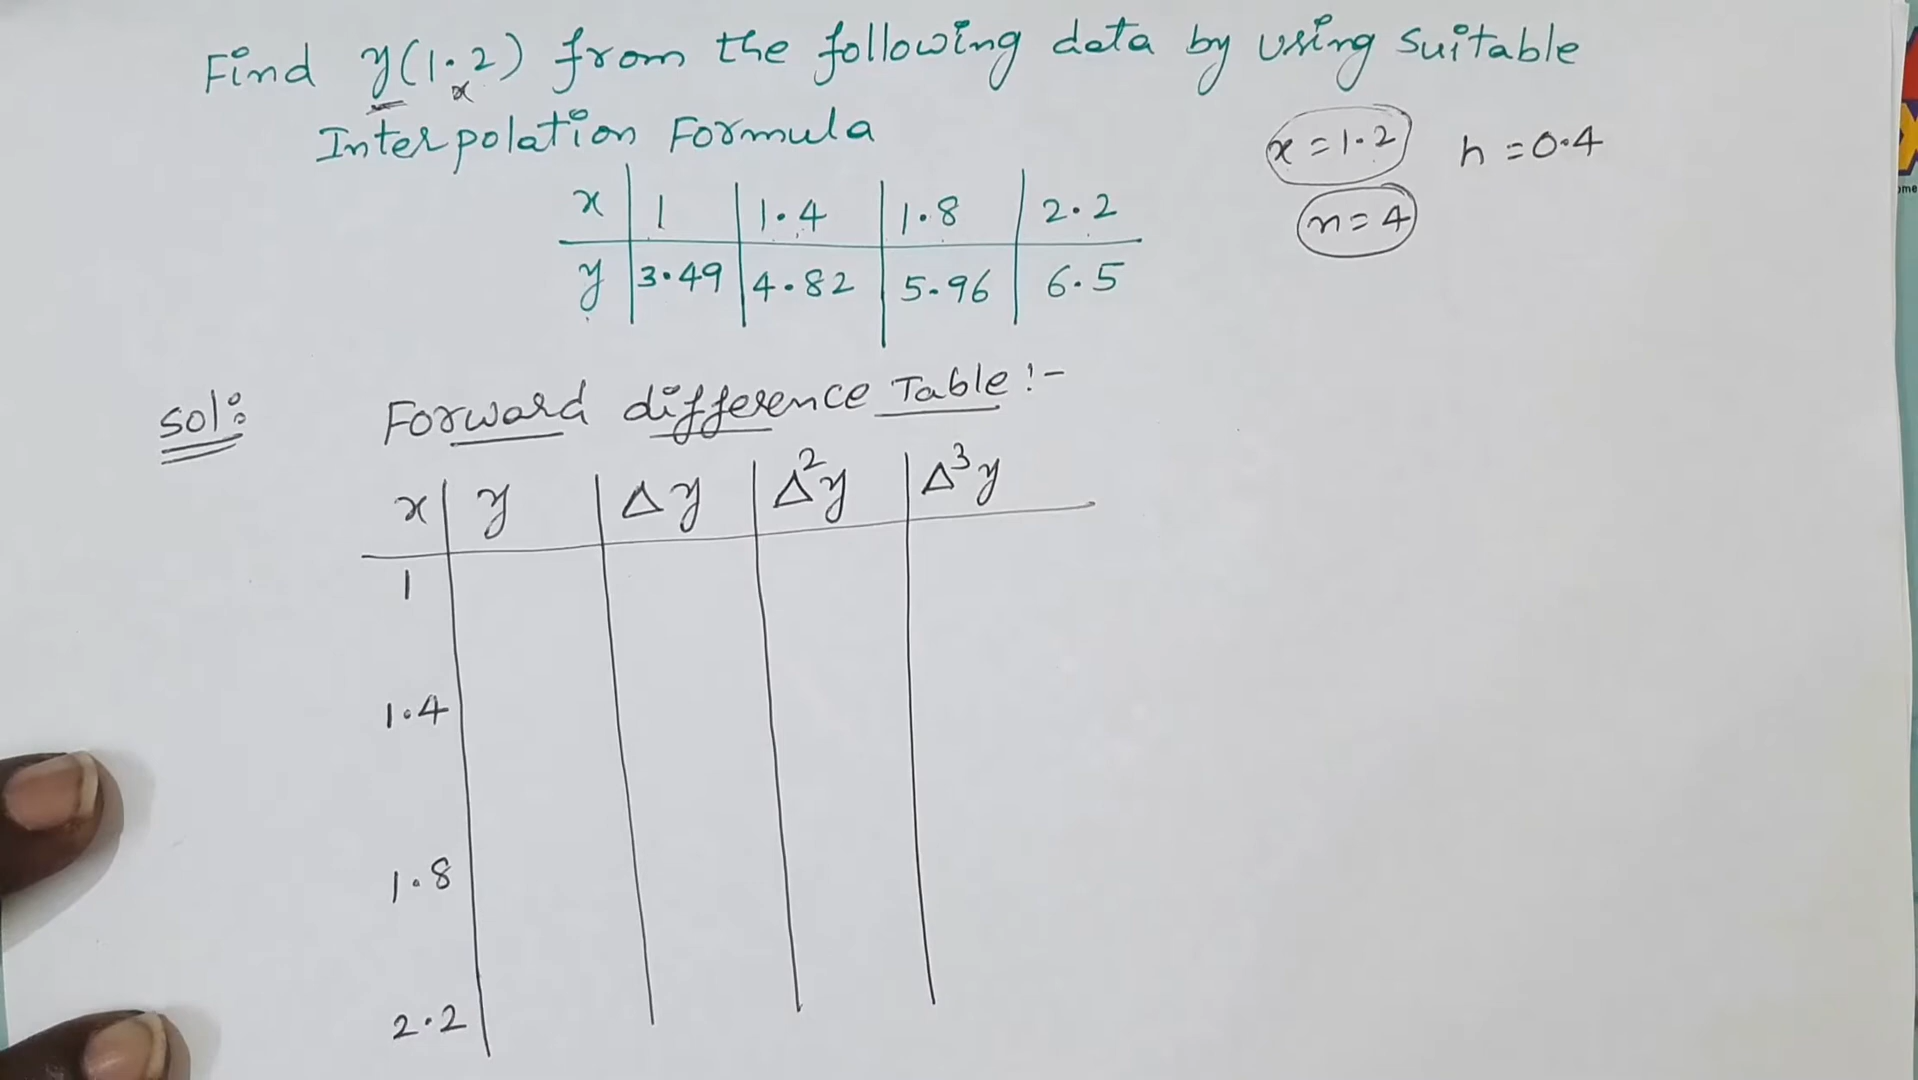 Find y(1.2) from the following data by using suitable
x
Interpolation Formula
x = 1.2 h = 0.4
n = 4
x 1 1.4 1.8 2.2
y 3.49 4.82 5.96 6.5
Sol: Forward difference Table :-
x y Δy Δ²y Δ³y
1
1.4
1.8
2.2